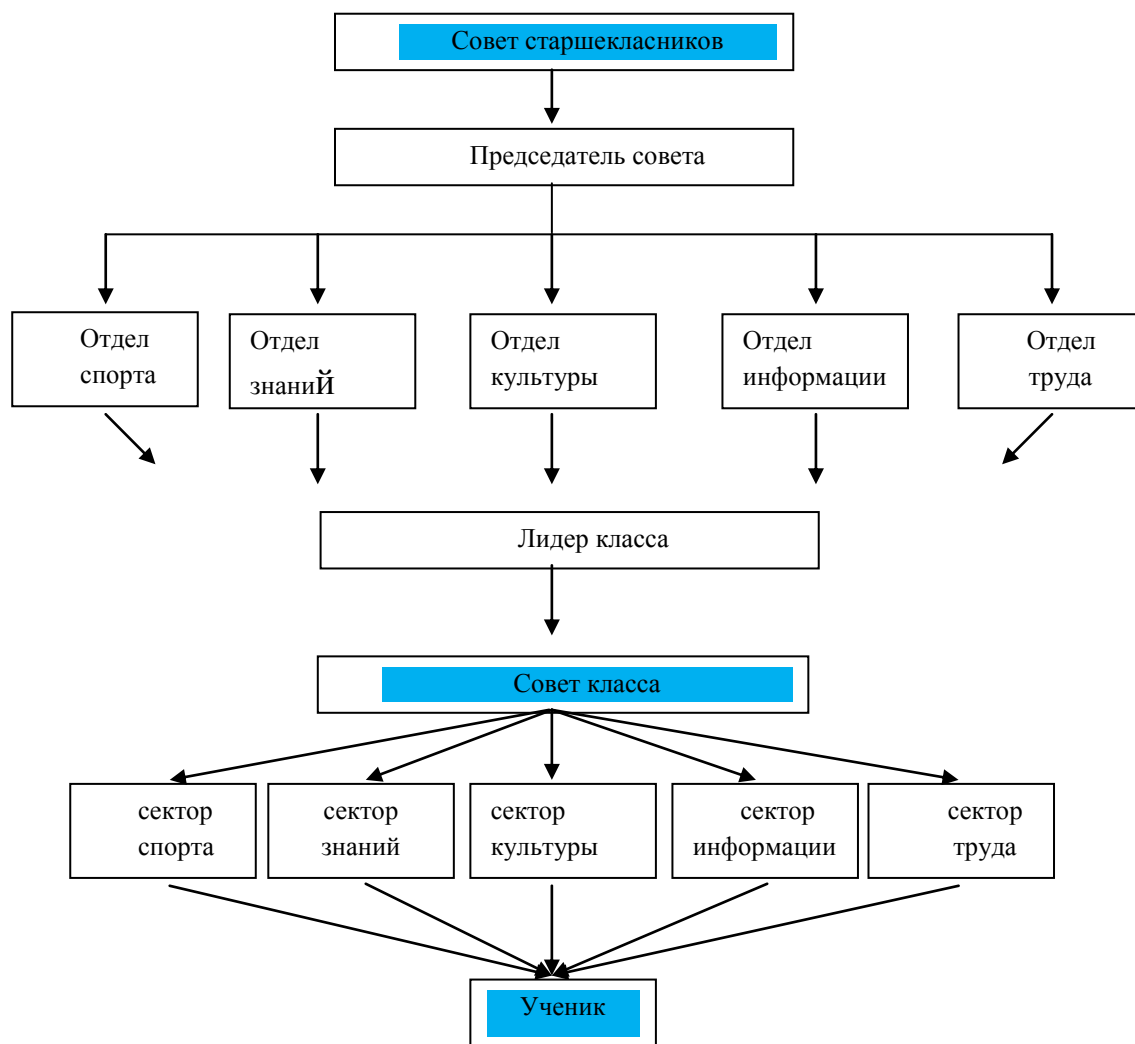 Совет старшекласников
Председатель совета
Отдел
спорта
Отдел
знаний
Отдел
культуры
Отдел
информации
Отдел
труда
Лидер класса
Совет класса
сектор
спорта
сектор
знаний
сектор
культуры
сектор
информации
сектор
труда
Ученик